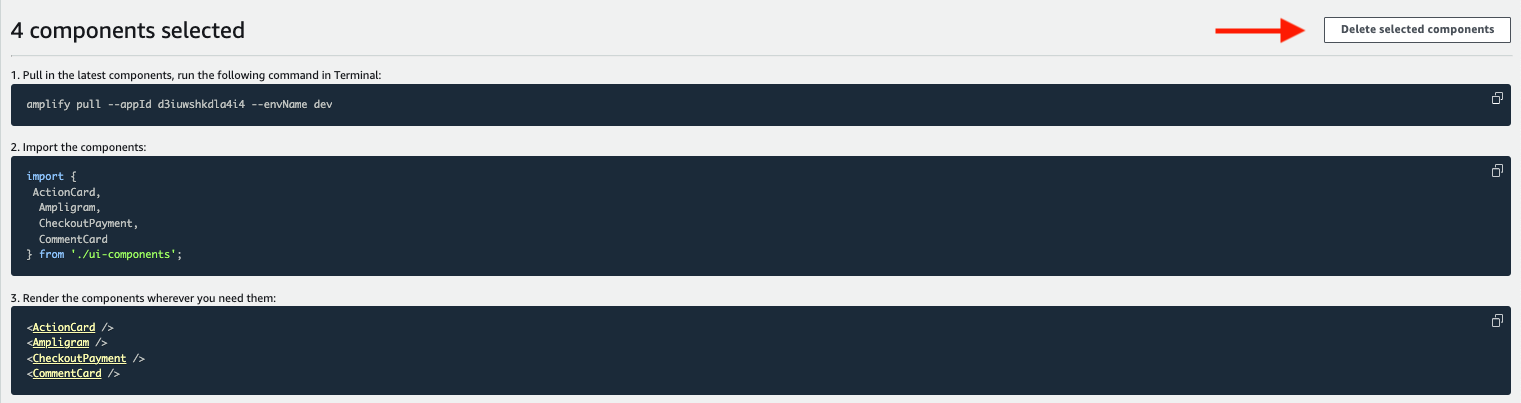 4 components selected
Delete selected components
1. Pull in the latest components, run the following command in Terminal:
amplify pull --appId d3iuwshkdla4i4 --envName dev
2. Import the components:
import {
ActionCard,
Ampligram,
CheckoutPayment,
CommentCard
} from './ui-components';
3. Render the components wherever you need them:
<ActionCard />
<Ampligram />
<CheckoutPayment />
<CommentCard />